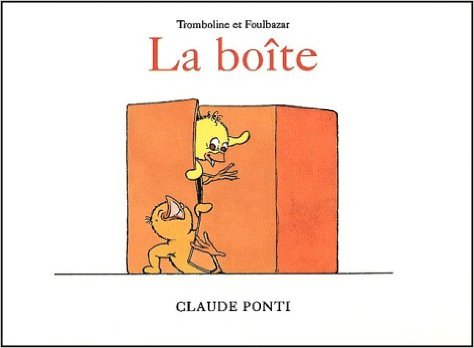 Tromboline et Foulbazar
La boîte
CLAUDE PONTI